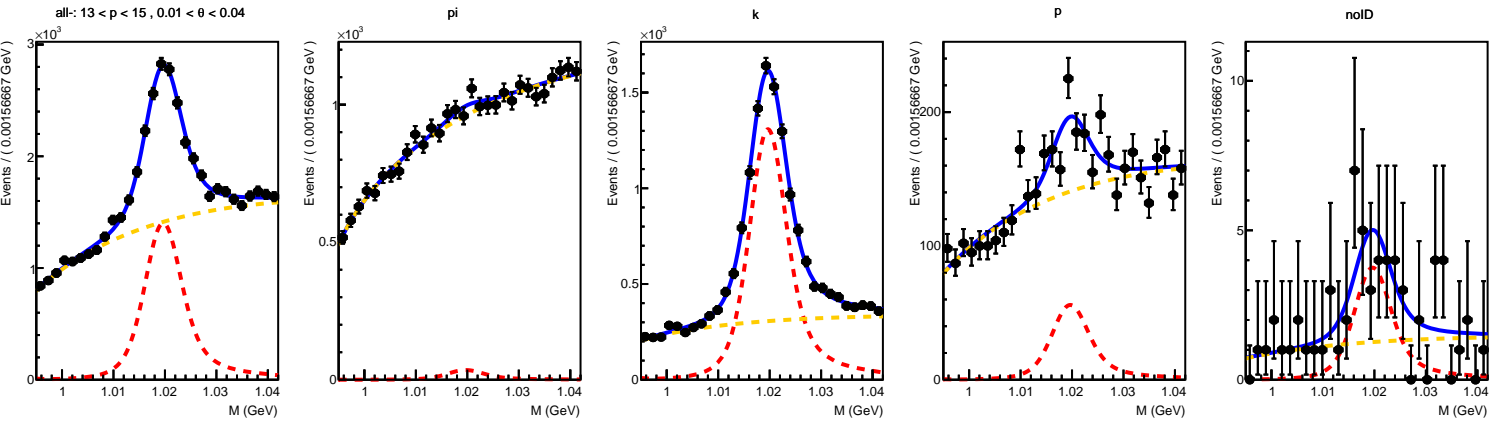 all-: 13 < p < 15 , 0.01 < θ < 0.04
×10³
Events / ( 0.00156667 GeV )
3
2
1
0
1 1.01 1.02 1.03 1.04
M (GeV)
pi
×10³
Events / ( 0.00156667 GeV )
1
0.5
0
1 1.01 1.02 1.03 1.04
M (GeV)
k
×10³
Events / ( 0.00156667 GeV )
1.5
1
0.5
0
1 1.01 1.02 1.03 1.04
M (GeV)
p
Events / ( 0.00156667 GeV )
200
100
0
1 1.01 1.02 1.03 1.04
M (GeV)
noID
Events / ( 0.00156667 GeV )
10
5
0
1 1.01 1.02 1.03 1.04
M (GeV)